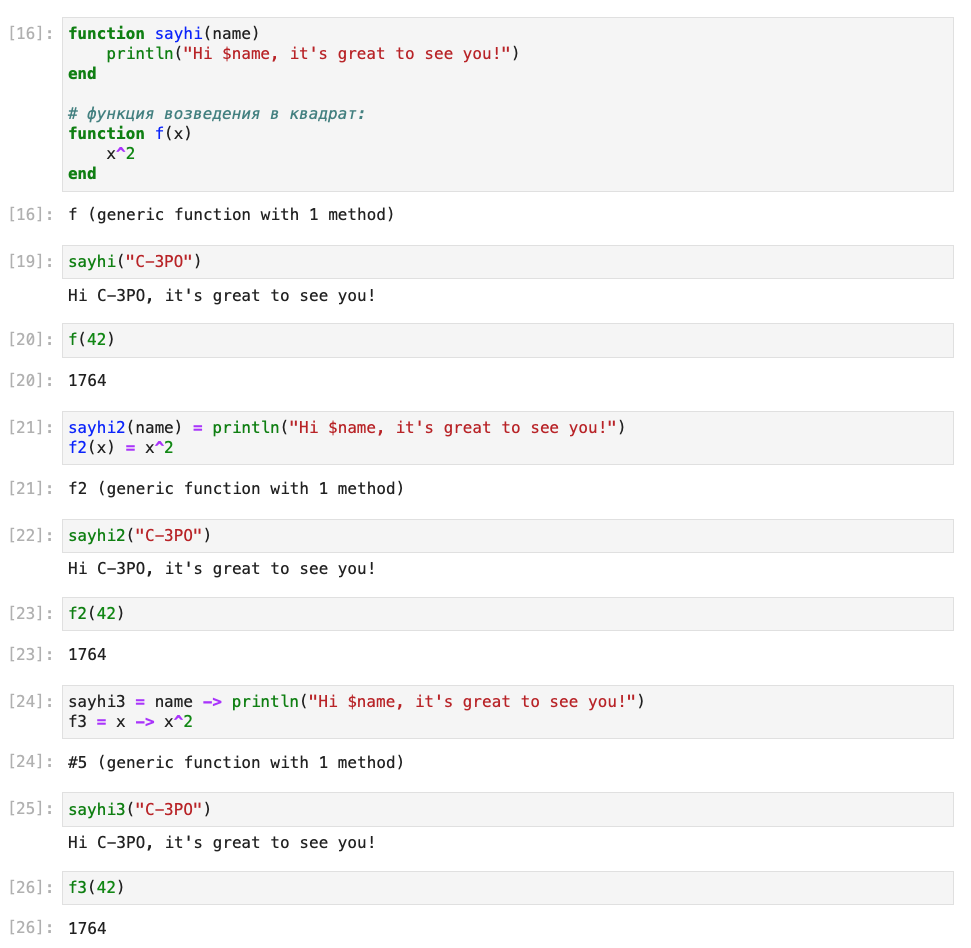 [16]: function sayhi(name)
    println("Hi $name, it's great to see you!")
end

# функция возведения в квадрат:
function f(x)
    x^2
end
[16]: f (generic function with 1 method)
[19]: sayhi("C-3PO")
Hi C-3PO, it's great to see you!
[20]: f(42)
[20]: 1764
[21]: sayhi2(name) = println("Hi $name, it's great to see you!")
f2(x) = x^2
[21]: f2 (generic function with 1 method)
[22]: sayhi2("C-3PO")
Hi C-3PO, it's great to see you!
[23]: f2(42)
[23]: 1764
[24]: sayhi3 = name -> println("Hi $name, it's great to see you!")
f3 = x -> x^2
[24]: #5 (generic function with 1 method)
[25]: sayhi3("C-3PO")
Hi C-3PO, it's great to see you!
[26]: f3(42)
[26]: 1764